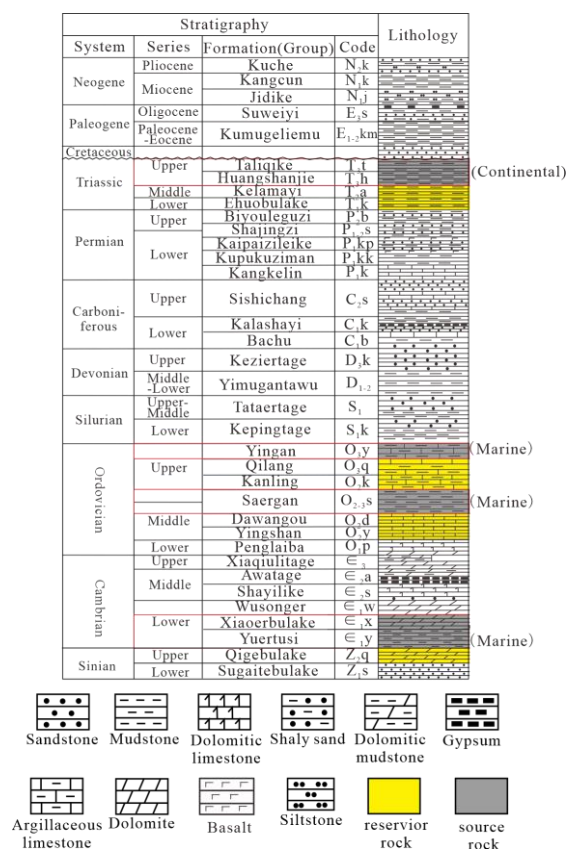 Stratigraphy
Lithology
System Series Formation(Group) Code
Neogene Pliocene Kuche N₂k
Miocene Kangcun N₁k
Jidike N₁j
Paleogene Oligocene Suweiyi E₃s
Paleocene -Eocene Kumugeliemu E₁₋₂km
Cretaceous
Triassic Upper Taliqike T₃t
Huangshanjie T₃h (Continental)
Middle Kelamayi
Lower Ehuobulake T₁k
Permian Upper Biyouleguzi
Shajingzi
Lower Kaipaizileike P₁kp
Kupukuziman P₁kk
Kangkelin P₁k
Carboni- ferous Upper Sishichang C₂s
Lower Kalashayi C₁k
Bachu C₁b
Devonian Upper Keziertage D₃k
Middle -Lower Yimugantawu D₁₋₂
Silurian Upper- Middle Tataertage S₁
Lower Kepingtage S₁k
Ordovician Upper Yingan O₃y (Marine)
Qilang O₃q
Kanling
Saergan O₂₋₃s (Marine)
Middle Dawangou O₂d
Yingshan O₂y
Lower Penglaiba O₁p
Cambrian Upper Xiaqiulitage ∈₃
Middle Awatage ∈₂a
Shayilike ∈₂s
Wusonger ∈₁w
Lower Xiaoerbulake ∈₁x
Yuertusi ∈₁y (Marine)
Sinian Upper Qigebulake Z₂q
Lower Sugaitebulake Z₁s
Sandstone
Mudstone
Dolomitic
limestone
Shaly sand
Dolomitic
mudstone
Gypsum
Argillaceous
limestone
Dolomite
Basalt
Siltstone
reservior
rock
source
rock